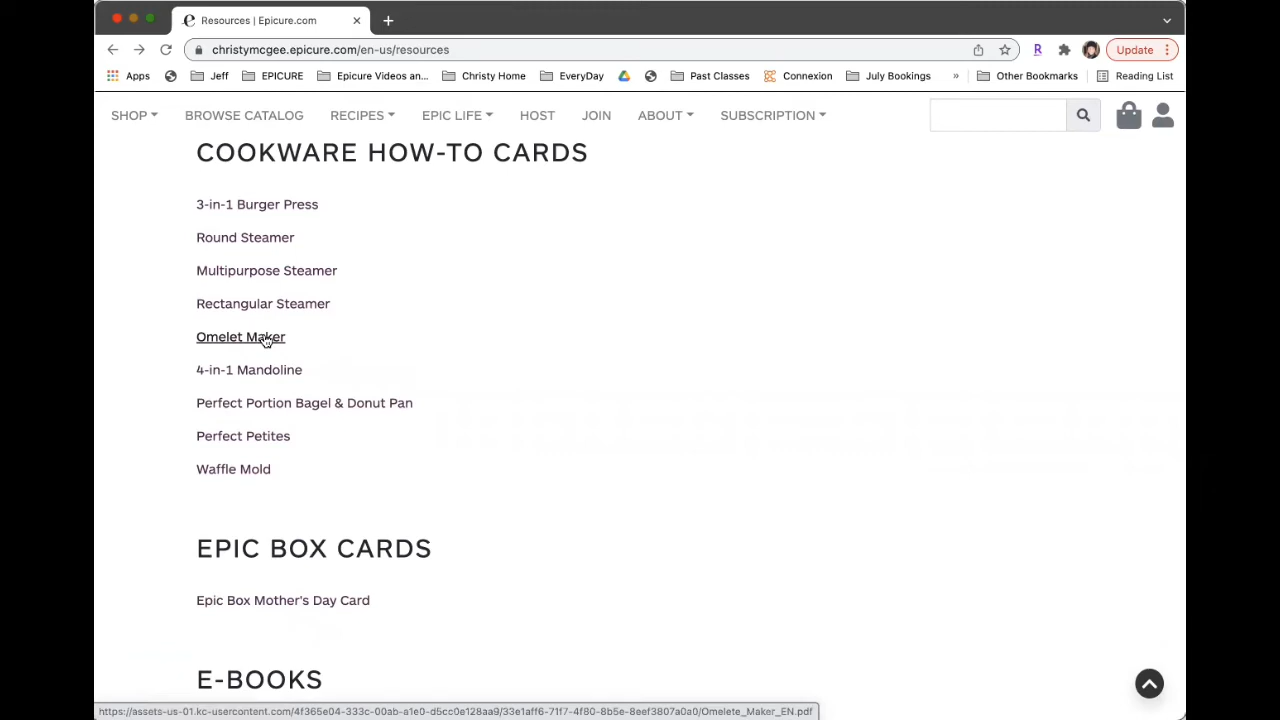 Resources | Epicure.com
christymcgee.epicure.com/en-us/resources
R
Update
Apps Jeff EPICURE Epicure Videos an... Christy Home EveryDay Past Classes Connexion July Bookings » Other Bookmarks Reading List
SHOP BROWSE CATALOG RECIPES EPIC LIFE HOST JOIN ABOUT SUBSCRIPTION
COOKWARE HOW-TO CARDS
3-in-1 Burger Press
Round Steamer
Multipurpose Steamer
Rectangular Steamer
Omelet Maker
4-in-1 Mandoline
Perfect Portion Bagel & Donut Pan
Perfect Petites
Waffle Mold
EPIC BOX CARDS
Epic Box Mother's Day Card
E-BOOKS
https://assets-us-01.kc-usercontent.com/4f365e04-333c-00ab-a1e0-d5cc0e128aa9/33e1aff6-71f7-4f80-8b5e-8eef3807a0a0/Omelete_Maker_EN.pdf